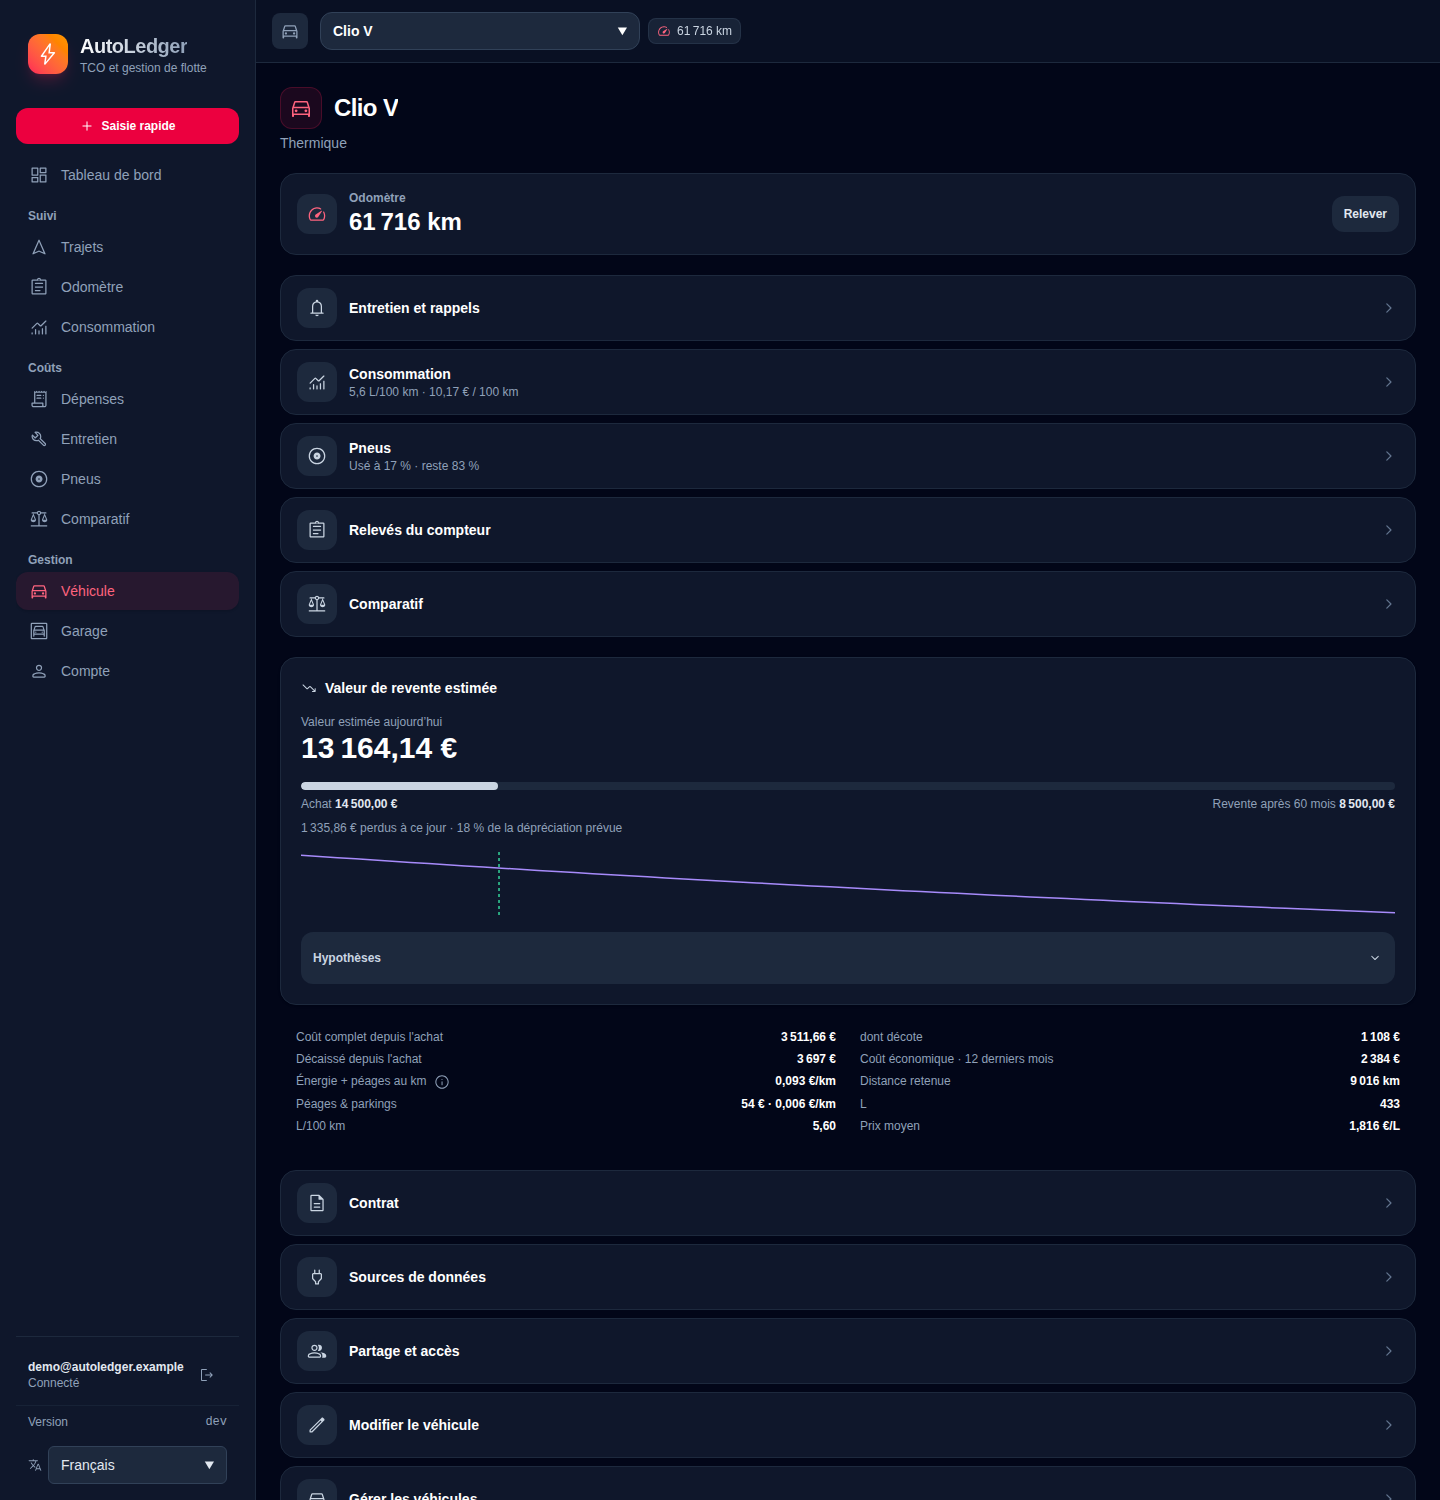 AutoLedger
TCO et gestion de flotte
Saisie rapide
Tableau de bord
Suivi
Trajets
Odomètre
Consommation
Coûts
Dépenses
Entretien
Pneus
Comparatif
Gestion
Véhicule
Garage
Compte
demo@autoledger.example
Connecté
Version dev
Français
Clio V
61 716 km
Clio V
Thermique
Odomètre
61 716 km
Relever
Entretien et rappels
Consommation
5,6 L/100 km · 10,17 € / 100 km
Pneus
Usé à 17 % · reste 83 %
Relevés du compteur
Comparatif
Valeur de revente estimée
Valeur estimée aujourd'hui
13 164,14 €
Achat 14 500,00 € Revente après 60 mois 8 500,00 €
1 335,86 € perdus à ce jour · 18 % de la dépréciation prévue
Hypothèses
Coût complet depuis l'achat 3 511,66 € dont décote 1 108 €
Décaissé depuis l'achat 3 697 € Coût économique · 12 derniers mois 2 384 €
Énergie + péages au km 0,093 €/km Distance retenue 9 016 km
Péages & parkings 54 € · 0,006 €/km L 433
L/100 km 5,60 Prix moyen 1,816 €/L
Contrat
Sources de données
Partage et accès
Modifier le véhicule
Gérer les véhicules